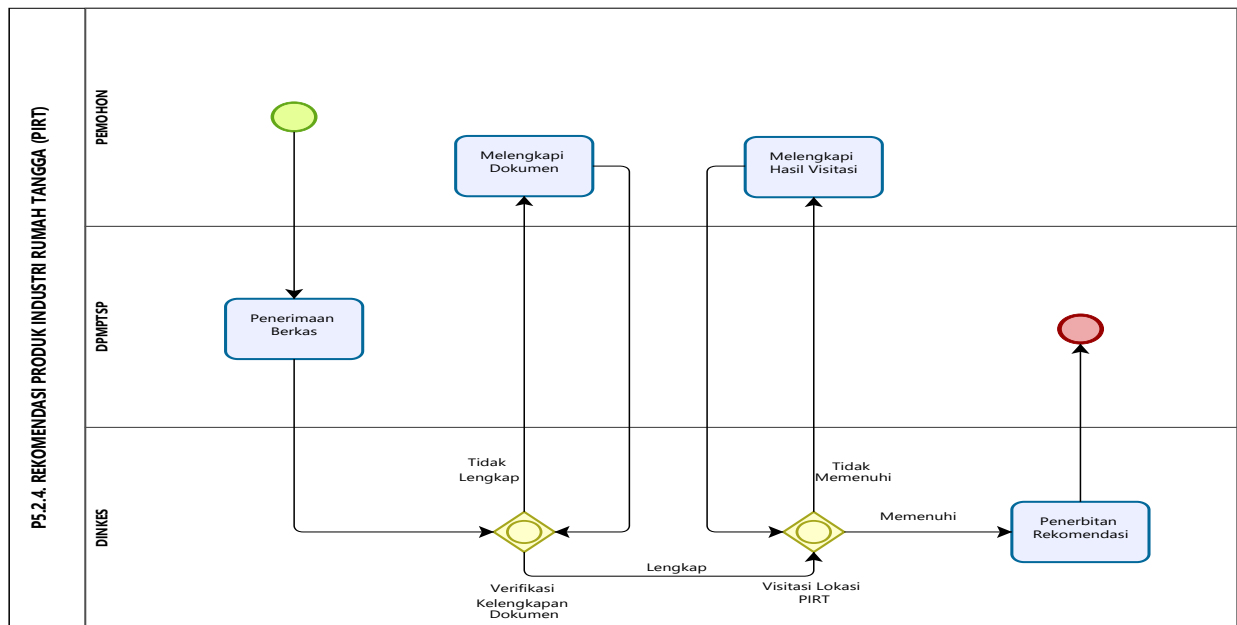 P5.2.4. REKOMENDASI PRODUK INDUSTRI RUMAH TANGGA (PIRT)
PEMOHON
Melengkapi
Dokumen
Melengkapi
Hasil Visitasi
DPMPTSP
Penerimaan
Berkas
DINKES
Tidak
Lengkap
Verifikasi
Kelengkapan
Dokumen
Lengkap
Tidak
Memenuhi
Visitasi Lokasi
PIRT
Memenuhi
Penerbitan
Rekomendasi